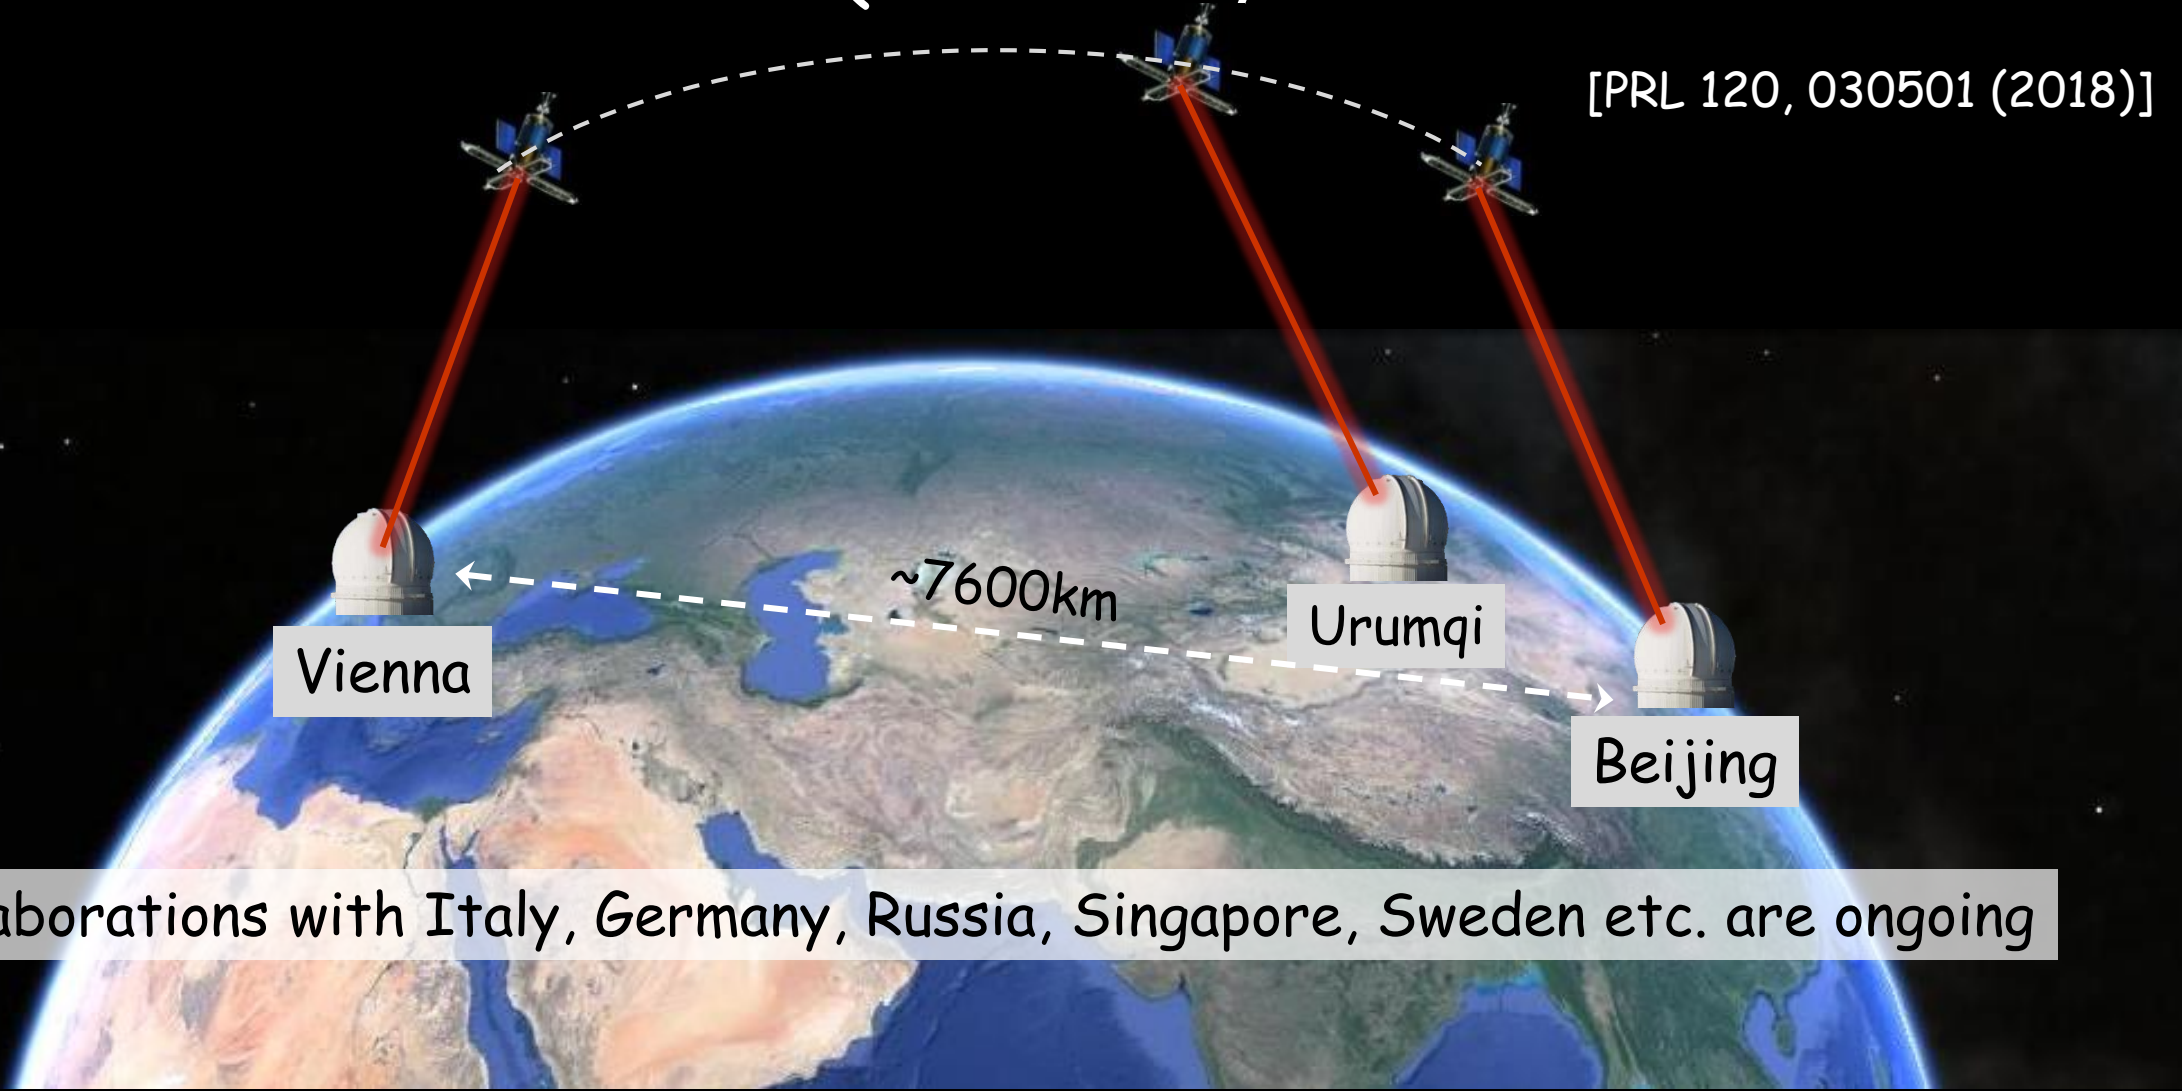 [PRL 120, 030501 (2018)]
~7600km
Urumqi
Vienna
Beijing
aborations with Italy, Germany, Russia, Singapore, Sweden etc. are ongoing